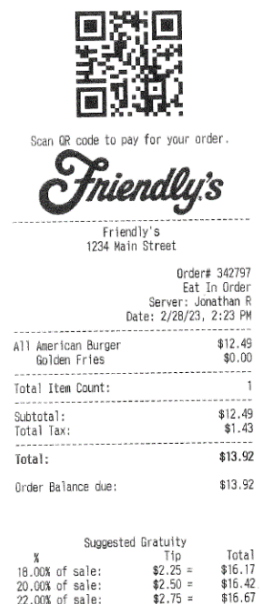 Scan QR code to pay for your order.
Friendly's
Friendly's
1234 Main Street
Order# 342797
Eat In Order
Server: Jonathan R
Date: 2/28/23, 2:23 PM
All American Burger $12.49
Golden Fries $0.00
Total Item Count: 1
Subtotal: $12.49
Total Tax: $1.43
Total: $13.92
Order Balance due: $13.92
Suggested Gratuity
% Tip Total
18.00% of sale: $2.25 = $16.17
20.00% of sale: $2.50 = $16.42
22.00% of sale: $2.75 = $16.67